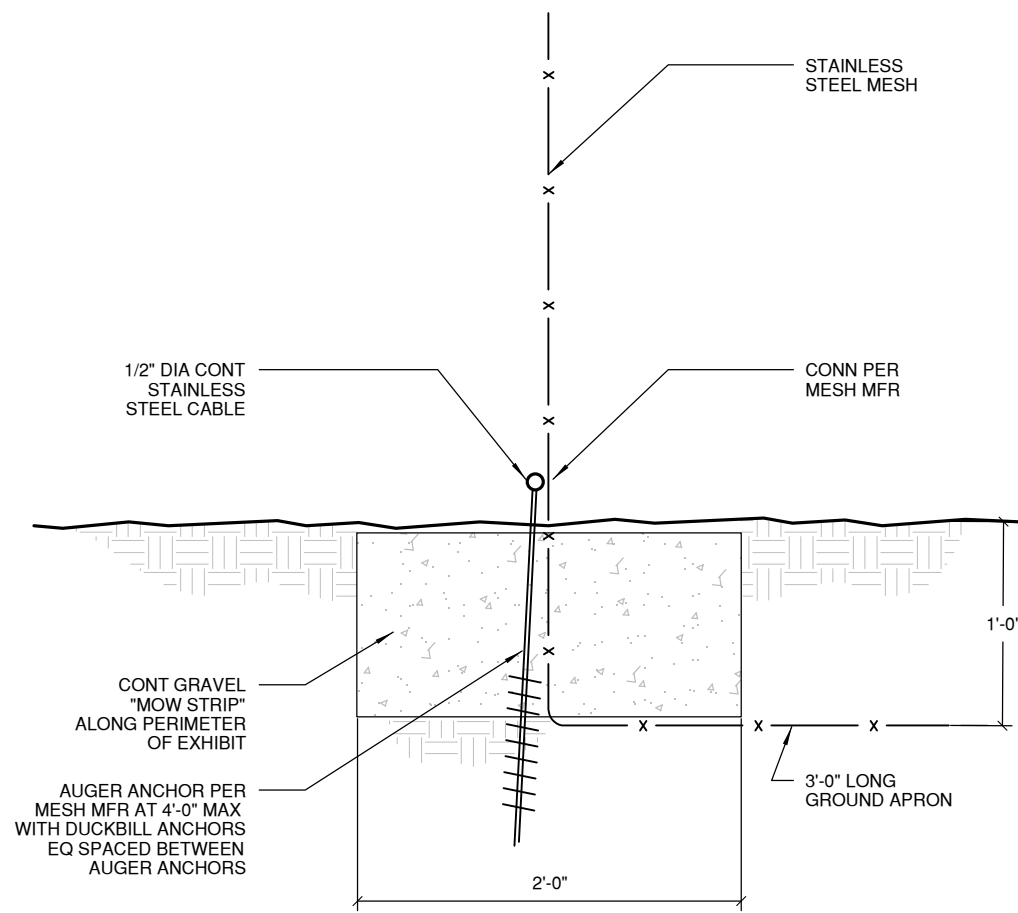 STAINLESS
STEEL MESH
1/2" DIA CONT
STAINLESS
STEEL CABLE
CONN PER
MESH MFR
1'-0"
CONT GRAVEL
"MOW STRIP"
ALONG PERIMETER
OF EXHIBIT
AUGER ANCHOR PER
MESH MFR AT 4'-0" MAX
WITH DUCKBILL ANCHORS
EQ SPACED BETWEEN
AUGER ANCHORS
3'-0" LONG
GROUND APRON
2'-0"